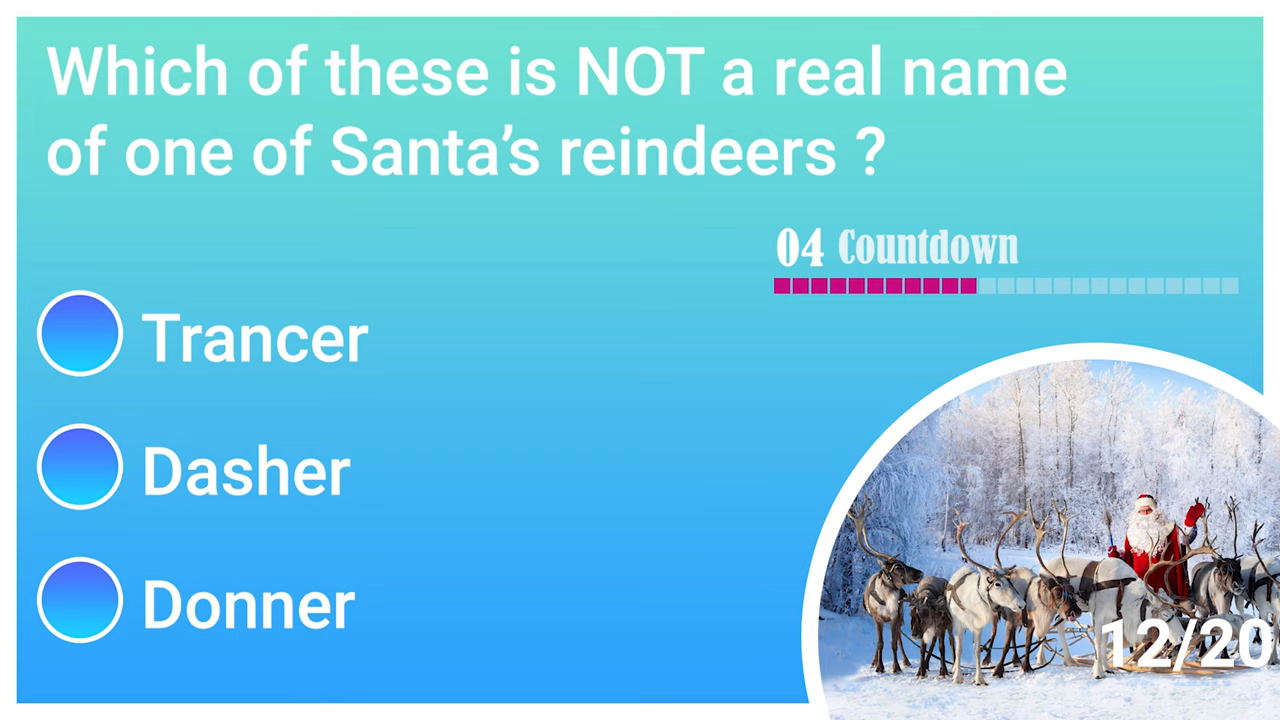 Which of these is NOT a real name
of one of Santa’s reindeers ?
04 Countdown
Trancer
Dasher
Donner
12/20